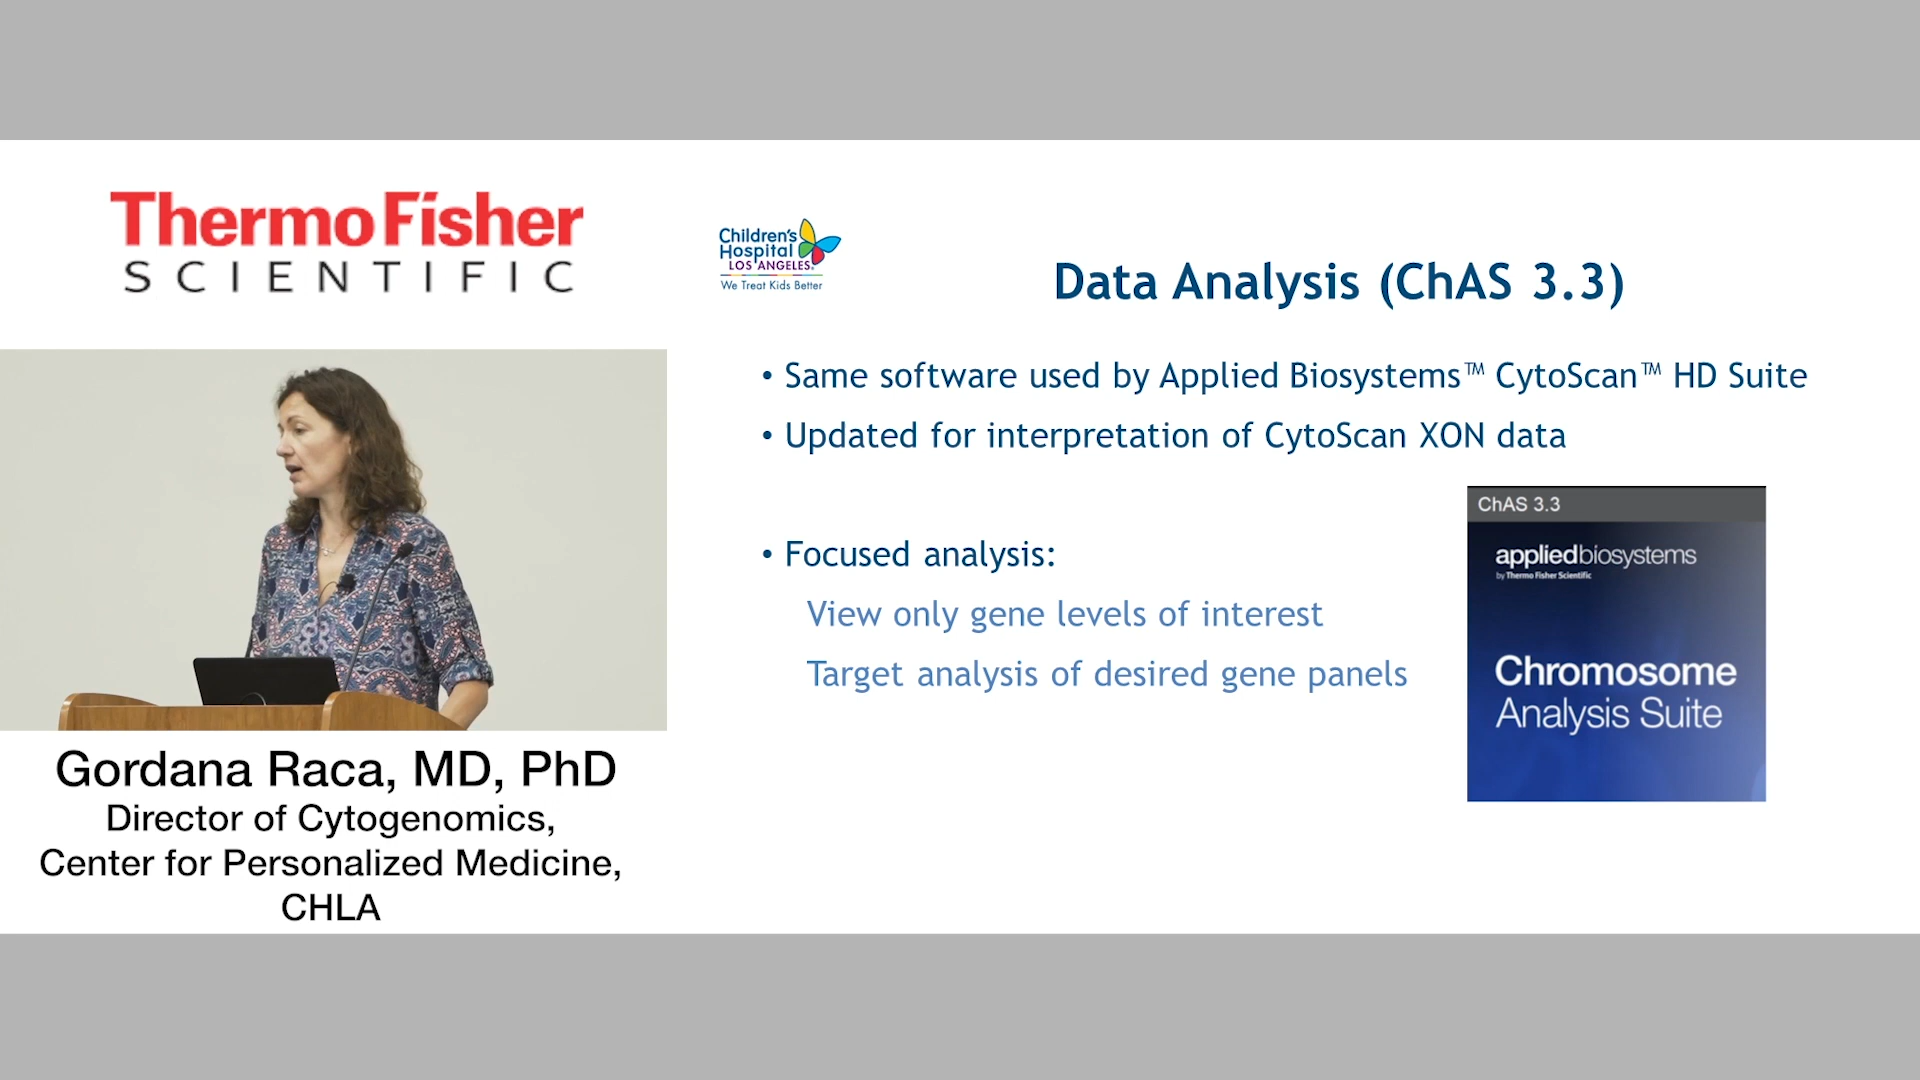 ThermoFisher
SCIENTIFIC
Children's
Hospital
LOS ANGELES
We Treat Kids Better
Data Analysis (ChAS 3.3)
• Same software used by Applied Biosystems™ CytoScan™ HD Suite
• Updated for interpretation of CytoScan XON data
• Focused analysis:
View only gene levels of interest
Target analysis of desired gene panels
ChAS 3.3
appliedbiosystems
by Thermo Fisher Scientific
Chromosome
Analysis Suite
Gordana Raca, MD, PhD
Director of Cytogenomics,
Center for Personalized Medicine,
CHLA